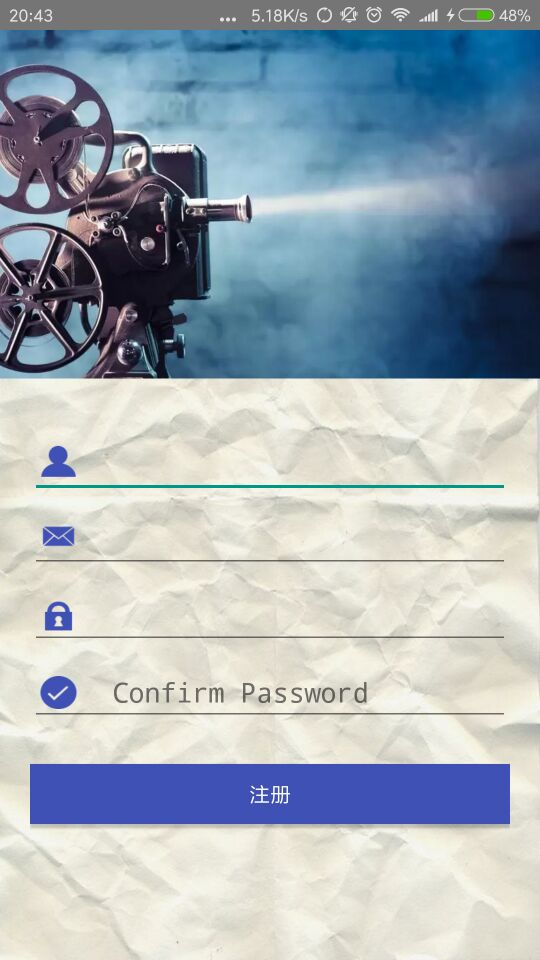 20:43 ... 5.18K/s 48%
Confirm Password
注册